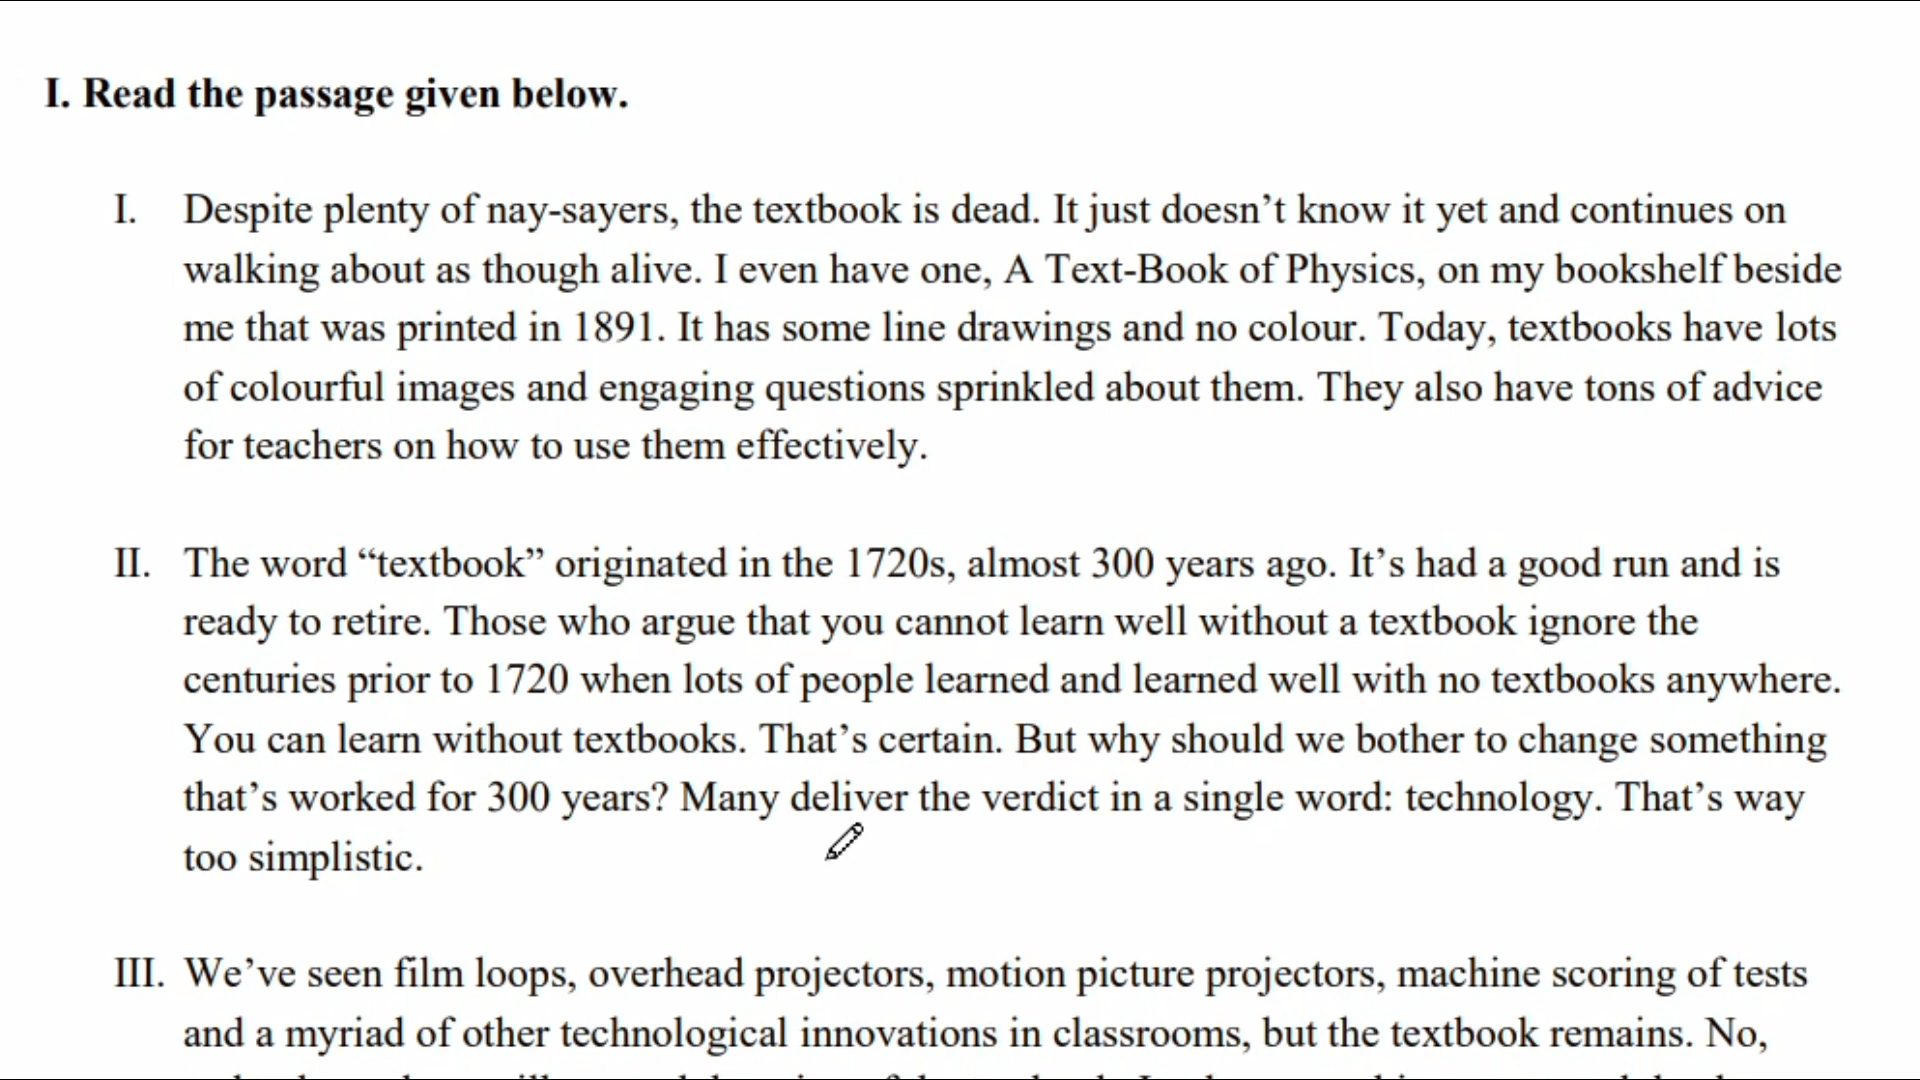 I. Read the passage given below.
I. Despite plenty of nay-sayers, the textbook is dead. It just doesn’t know it yet and continues on
walking about as though alive. I even have one, A Text-Book of Physics, on my bookshelf beside
me that was printed in 1891. It has some line drawings and no colour. Today, textbooks have lots
of colourful images and engaging questions sprinkled about them. They also have tons of advice
for teachers on how to use them effectively.
II. The word “textbook” originated in the 1720s, almost 300 years ago. It’s had a good run and is
ready to retire. Those who argue that you cannot learn well without a textbook ignore the
centuries prior to 1720 when lots of people learned and learned well with no textbooks anywhere.
You can learn without textbooks. That’s certain. But why should we bother to change something
that’s worked for 300 years? Many deliver the verdict in a single word: technology. That’s way
too simplistic.
III. We’ve seen film loops, overhead projectors, motion picture projectors, machine scoring of tests
and a myriad of other technological innovations in classrooms, but the textbook remains. No,